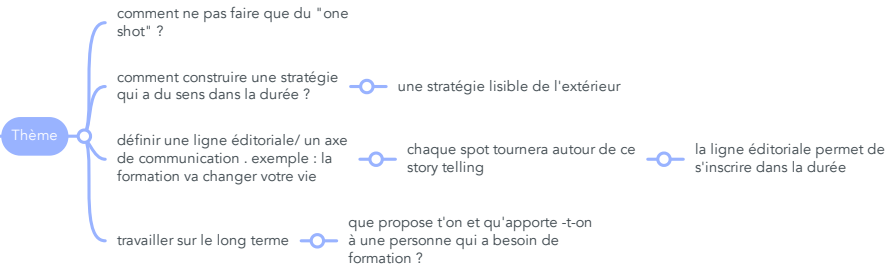 Thème
comment ne pas faire que du "one
shot" ?
comment construire une stratégie
qui a du sens dans la durée ?
une stratégie lisible de l'extérieur
définir une ligne éditoriale/ un axe
de communication . exemple : la
formation va changer votre vie
chaque spot tournera autour de ce
story telling
la ligne éditoriale permet de
s'inscrire dans la durée
travailler sur le long terme
que propose t'on et qu'apporte -t-on
à une personne qui a besoin de
formation ?